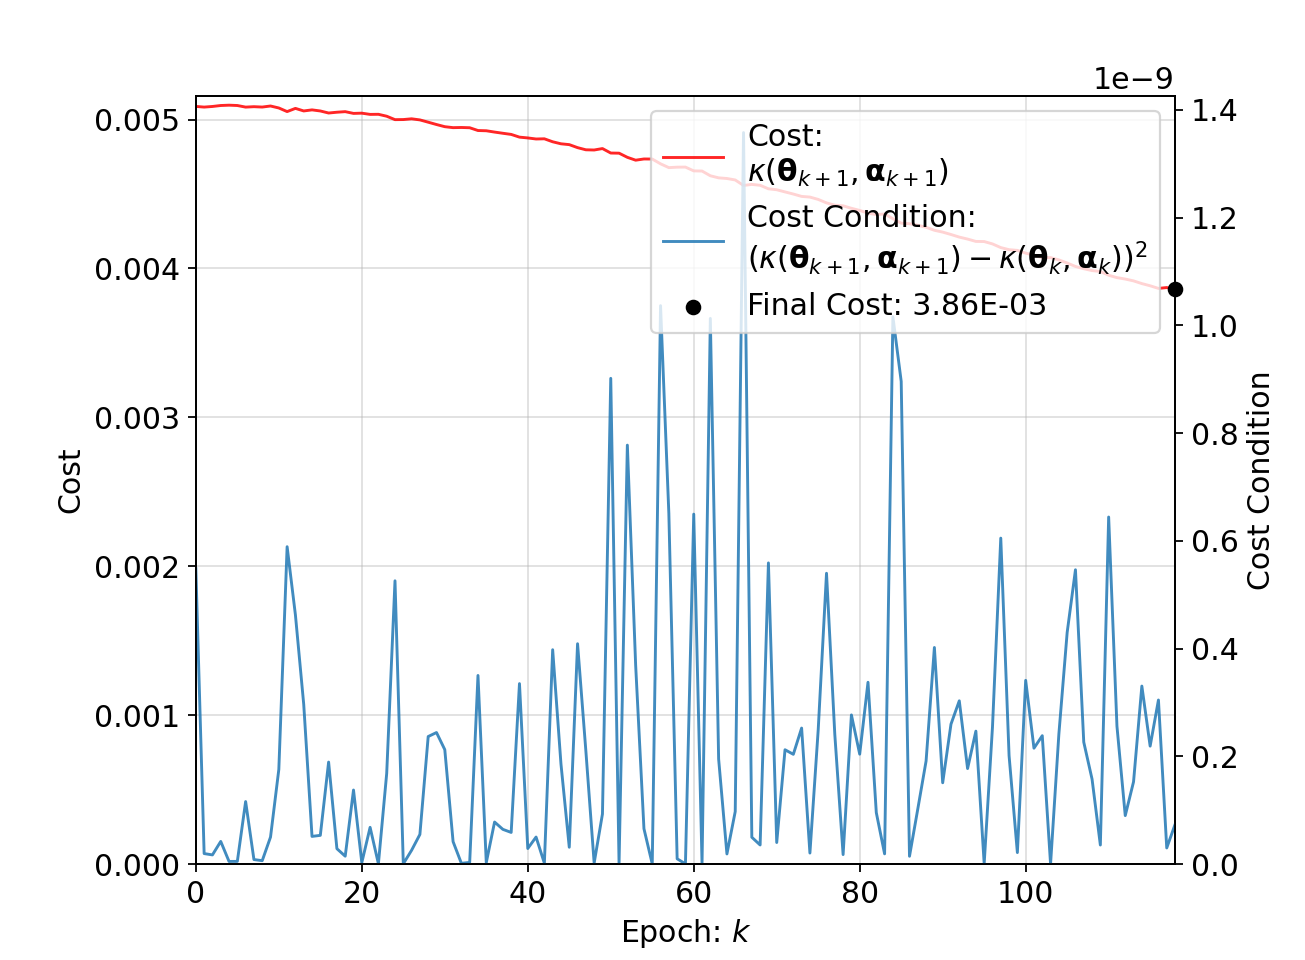 1e−9
0.005
0.004
0.003
0.002
0.001
0.000
Cost
1.4
1.2
1.0
0.8
0.6
0.4
0.2
0.0
Cost Condition
Cost:
κ(𝛉ₖ₊₁, 𝛂ₖ₊₁)
Cost Condition:
(κ(𝛉ₖ₊₁, 𝛂ₖ₊₁) − κ(𝛉ₖ, 𝛂ₖ))²
Final Cost: 3.86E-03
0 20 40 60 80 100
Epoch: k